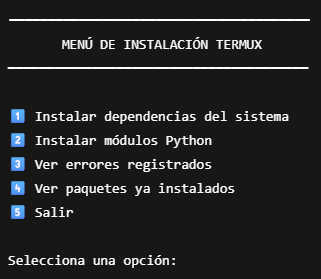 MENÚ DE INSTALACIÓN TERMUX
1 Instalar dependencias del sistema
2 Instalar módulos Python
3 Ver errores registrados
4 Ver paquetes ya instalados
5 Salir
Selecciona una opción: